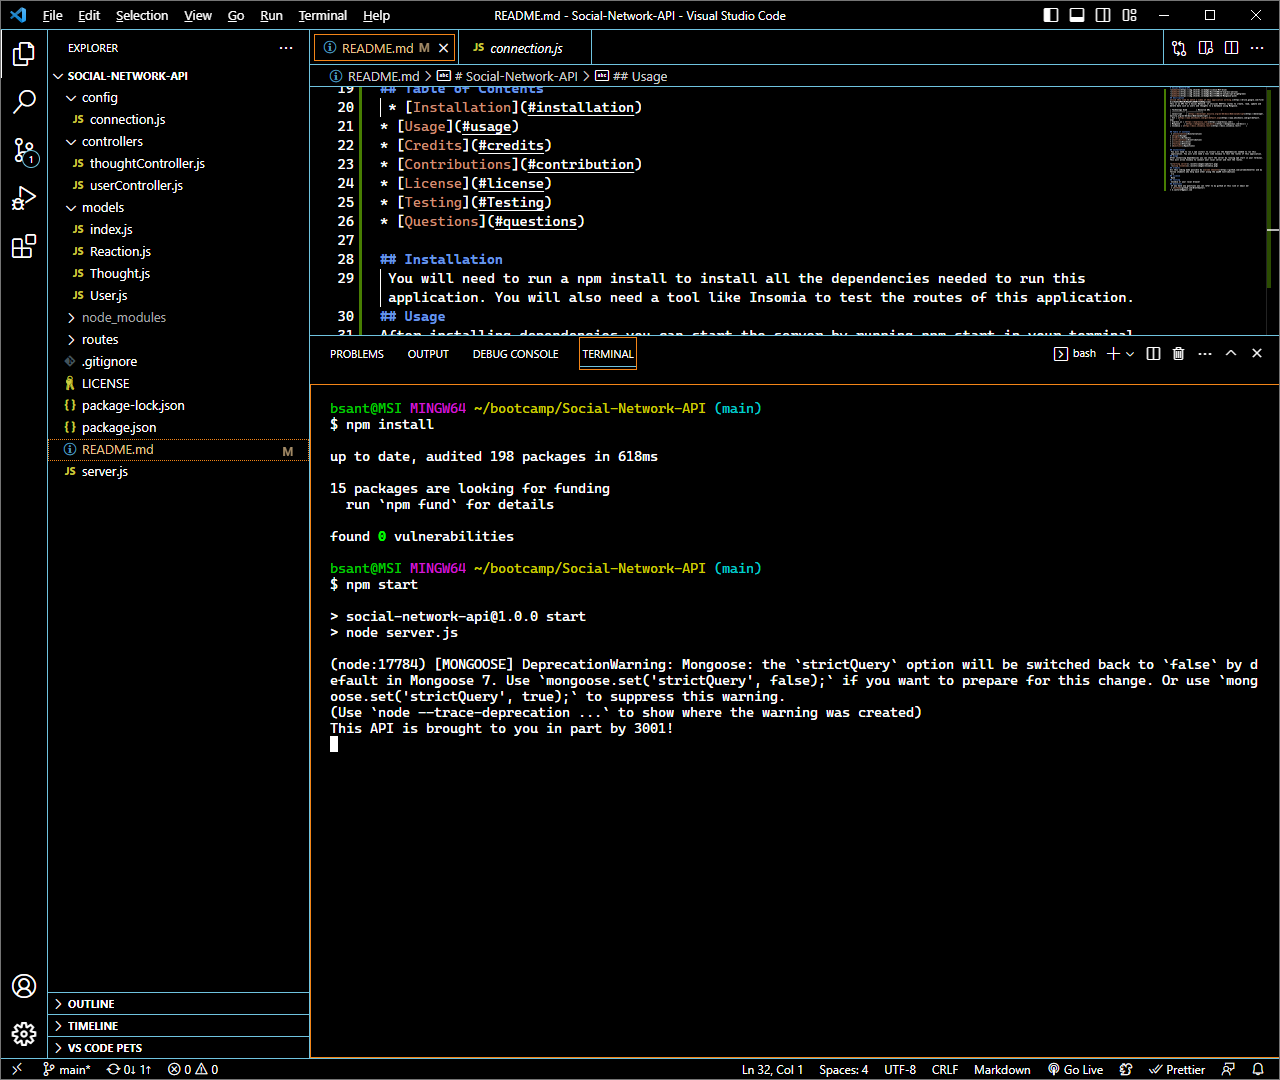 File Edit Selection View Go Run Terminal Help
README.md - Social-Network-API - Visual Studio Code
EXPLORER
SOCIAL-NETWORK-API
config
JS connection.js
controllers
JS thoughtController.js
JS userController.js
models
JS index.js
JS Reaction.js
JS Thought.js
JS User.js
node_modules
routes
.gitignore
LICENSE
{} package-lock.json
{} package.json
README.md M
JS server.js
OUTLINE
TIMELINE
VS CODE PETS
1
README.md M
JS connection.js
README.md > # Social-Network-API > ## Usage
19 ## Table of Contents
20 * [Installation](#installation)
21 * [Usage](#usage)
22 * [Credits](#credits)
23 * [Contributions](#contribution)
24 * [License](#license)
25 * [Testing](#Testing)
26 * [Questions](#questions)
27
28 ## Installation
29 You will need to run a npm install to install all the dependencies needed to run this
application. You will also need a tool like Insomia to test the routes of this application.
30 ## Usage
31 After installing dependencies you can start the server by running npm start in your terminal
PROBLEMS OUTPUT DEBUG CONSOLE TERMINAL
bash
bsant@MSI MINGW64 ~/bootcamp/Social-Network-API (main)
$ npm install
up to date, audited 198 packages in 618ms
15 packages are looking for funding
run `npm fund` for details
found 0 vulnerabilities
bsant@MSI MINGW64 ~/bootcamp/Social-Network-API (main)
$ npm start
> social-network-api@1.0.0 start
> node server.js
(node:17784) [MONGOOSE] DeprecationWarning: Mongoose: the `strictQuery` option will be switched back to `false` by d
efault in Mongoose 7. Use `mongoose.set('strictQuery', false);` if you want to prepare for this change. Or use `mong
oose.set('strictQuery', true);` to suppress this warning.
(Use `node --trace-deprecation ...` to show where the warning was created)
This API is brought to you in part by 3001!
main* 0↓ 1↑ 0 0
Ln 32, Col 1 Spaces: 4 UTF-8 CRLF Markdown Go Live Prettier